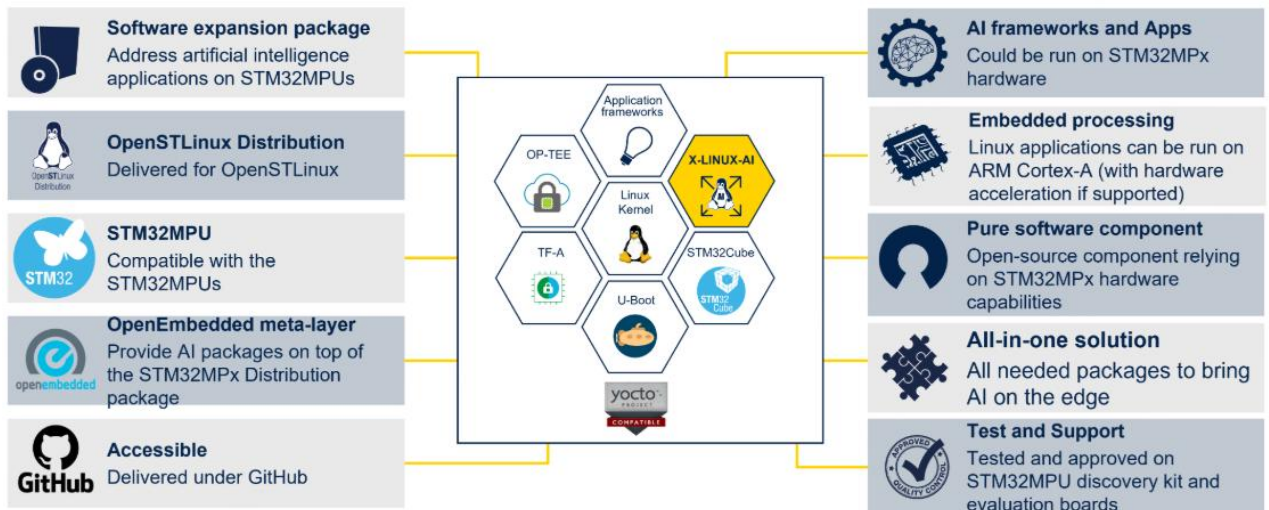 Software expansion package
Address artificial intelligence
applications on STM32MPUs
OpenSTLinux
Distribution
OpenSTLinux Distribution
Delivered for OpenSTLinux
STM32
STM32MPU
Compatible with the
STM32MPUs
openembedded
OpenEmbedded meta-layer
Provide AI packages on top of
the STM32MPx Distribution
package
GitHub
Accessible
Delivered under GitHub
Application
frameworks
OP-TEE
X-LINUX-AI
Linux
Kernel
TF-A
STM32Cube
STM32
Cube
U-Boot
yocto
PROJECT
COMPATIBLE
AI frameworks and Apps
Could be run on STM32MPx
hardware
Embedded processing
Linux applications can be run on
ARM Cortex-A (with hardware
acceleration if supported)
Pure software component
Open-source component relying
on STM32MPx hardware
capabilities
All-in-one solution
All needed packages to bring
AI on the edge
APPROVED
QUALITY CONTROL
Test and Support
Tested and approved on
STM32MPU discovery kit and
evaluation boards